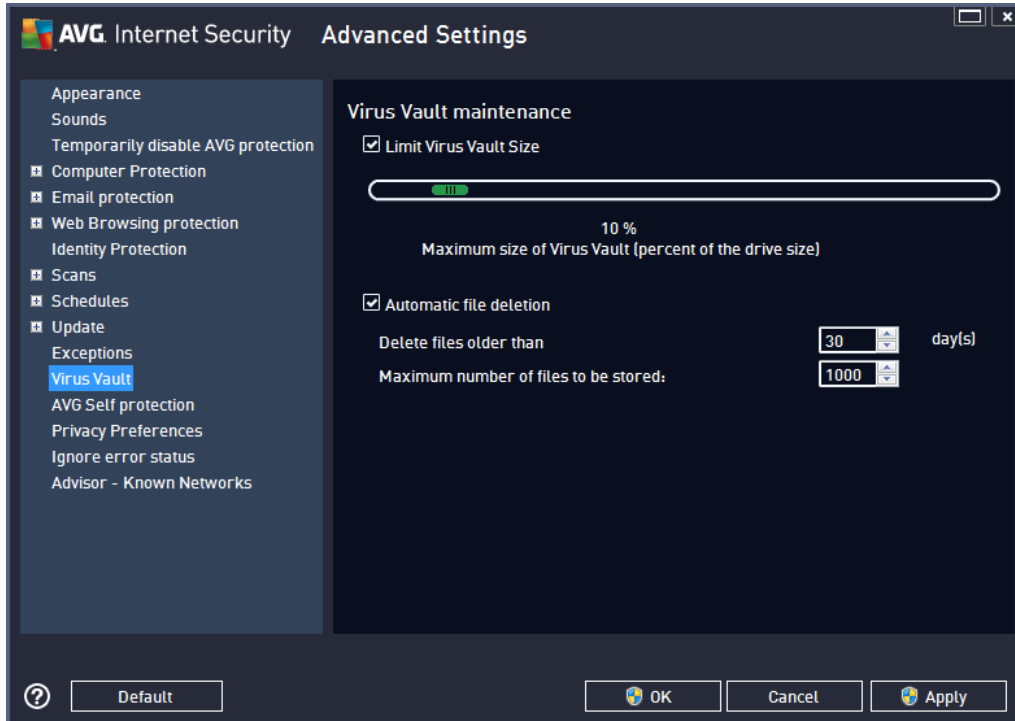 AVG. Internet Security Advanced Settings
Appearance
Sounds
Temporarily disable AVG protection
Computer Protection
Email protection
Web Browsing protection
Identity Protection
Scans
Schedules
Update
Exceptions
Virus Vault
AVG Self protection
Privacy Preferences
Ignore error status
Advisor - Known Networks
Virus Vault maintenance
Limit Virus Vault Size
10 %
Maximum size of Virus Vault (percent of the drive size)
Automatic file deletion
Delete files older than 30 day(s)
Maximum number of files to be stored: 1000
? Default OK Cancel Apply